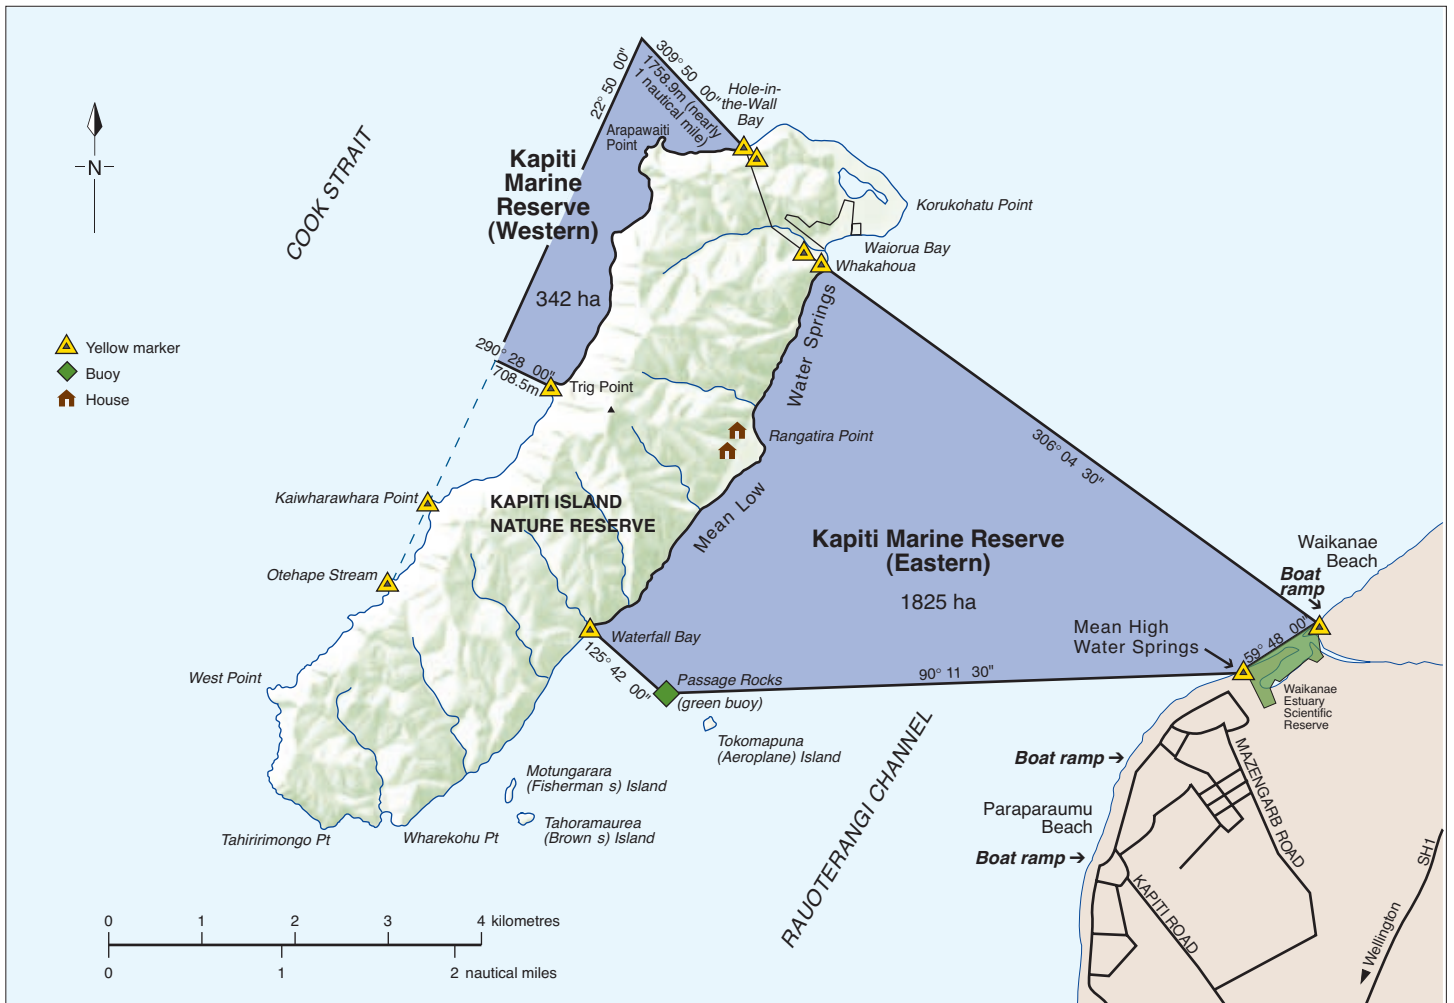 309° 50  00"
1758.9m (nearly
1 nautical mile)
22° 50  00"
Hole-in-
the-Wall
Bay
Arapawaiti
Point
N
COOK STRAIT
Kapiti
Marine
Reserve
(Western)
342 ha
Korukohatu Point
Waiorua Bay
Whakahoua
Yellow marker
Buoy
House
290° 28  00"
708.5m
Trig Point
Mean Low Water Springs
Rangatira Point
306° 04  30"
Kaiwharawhara Point
KAPITI ISLAND
NATURE RESERVE
Kapiti Marine Reserve
(Eastern)
1825 ha
Otehape Stream
Waikanae
Beach
Boat
ramp
Mean High
Water Springs
59° 48  00"
Waterfall Bay
125° 42  00"
West Point
Passage Rocks
(green buoy)
90° 11  30"
Waikanae
Estuary
Scientific
Reserve
Tokomapuna
(Aeroplane) Island
RAUOTERANGI CHANNEL
Motungarara
(Fisherman s) Island
Tahoramaurea
(Brown s) Island
Tahiririmongo Pt
Wharekohu Pt
Boat ramp
MAZENGARB ROAD
Paraparaumu
Beach
Boat ramp
KAPITI ROAD
SH1
Wellington
0 1 2 3 4 kilometres
0 1 2 nautical miles